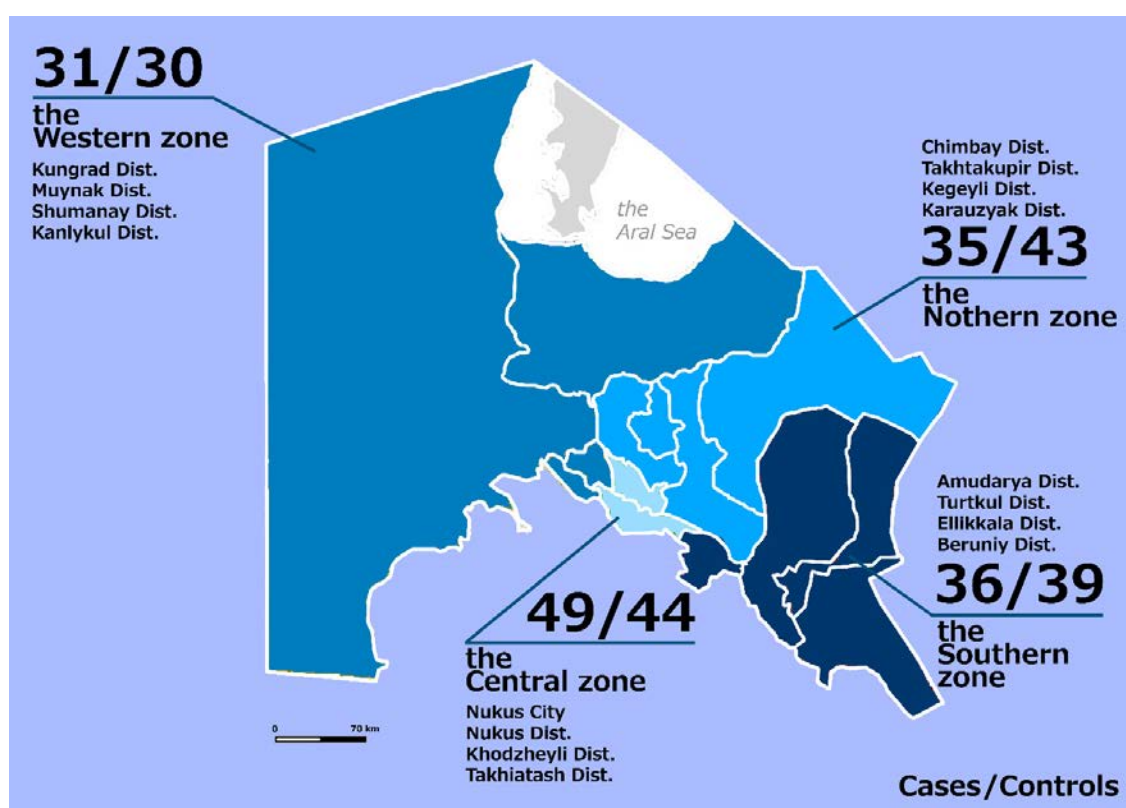 31/30
the
Western zone
Kungrad Dist.
Muynak Dist.
Shumanay Dist.
Kanlykul Dist.
the
Aral Sea
Chimbay Dist.
Takhtakupir Dist.
Kegeyli Dist.
Karauzyak Dist.
35/43
the
Nothern zone
Amudarya Dist.
Turtkul Dist.
Ellikkala Dist.
Beruniy Dist.
36/39
the
Southern
zone
49/44
the
Central zone
Nukus City
Nukus Dist.
Khodzheyli Dist.
Takhiatash Dist.
0 70 km
Cases/Controls